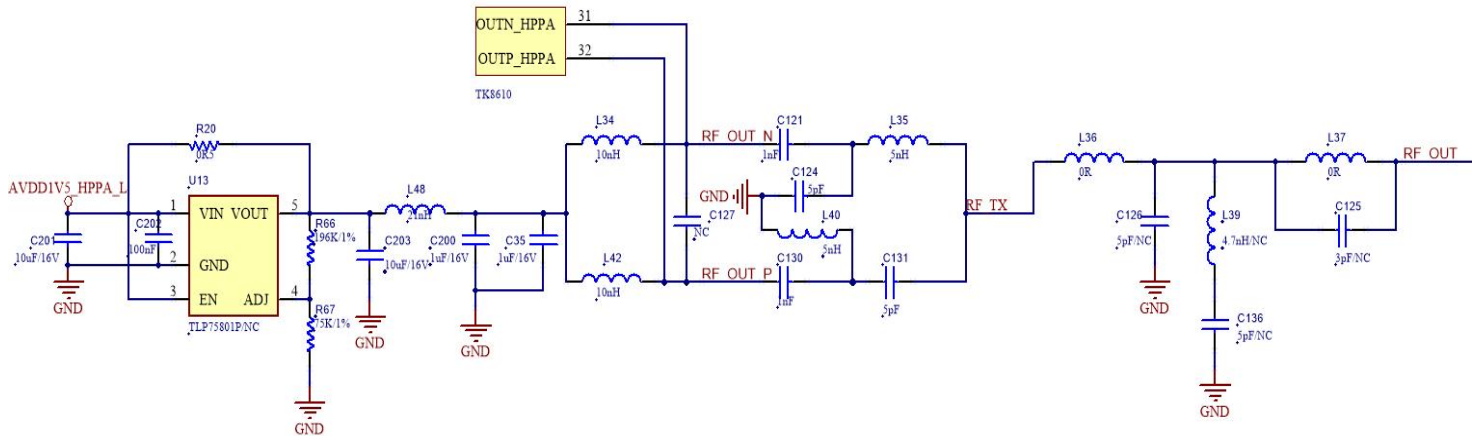 OUTN_HPPA 31
OUTP_HPPA 32
TK8610
R20
0R5
AVDD1V5_HPPA_L
U13
1 VIN VOUT 5
2 GND
3 EN ADJ 4
TLP75801P/NC
C201
10uF/16V
C202
100nF
GND
R66
196K/1%
R67
75K/1%
GND
L48
C203
10uF/16V
GND
C200
1uF/16V
C35
1uF/16V
GND
L34
10nH
L42
10nH
RF_OUT_N
C121
1nF
L35
5nH
C124
5pF
GND
C127
NC
L40
5nH
RF_OUT_P
C130
1nF
C131
5pF
RF_TX
L36
0R
C126
5pF/NC
GND
L39
4.7nH/NC
C136
5pF/NC
GND
L37
0R
RF_OUT
C125
3pF/NC